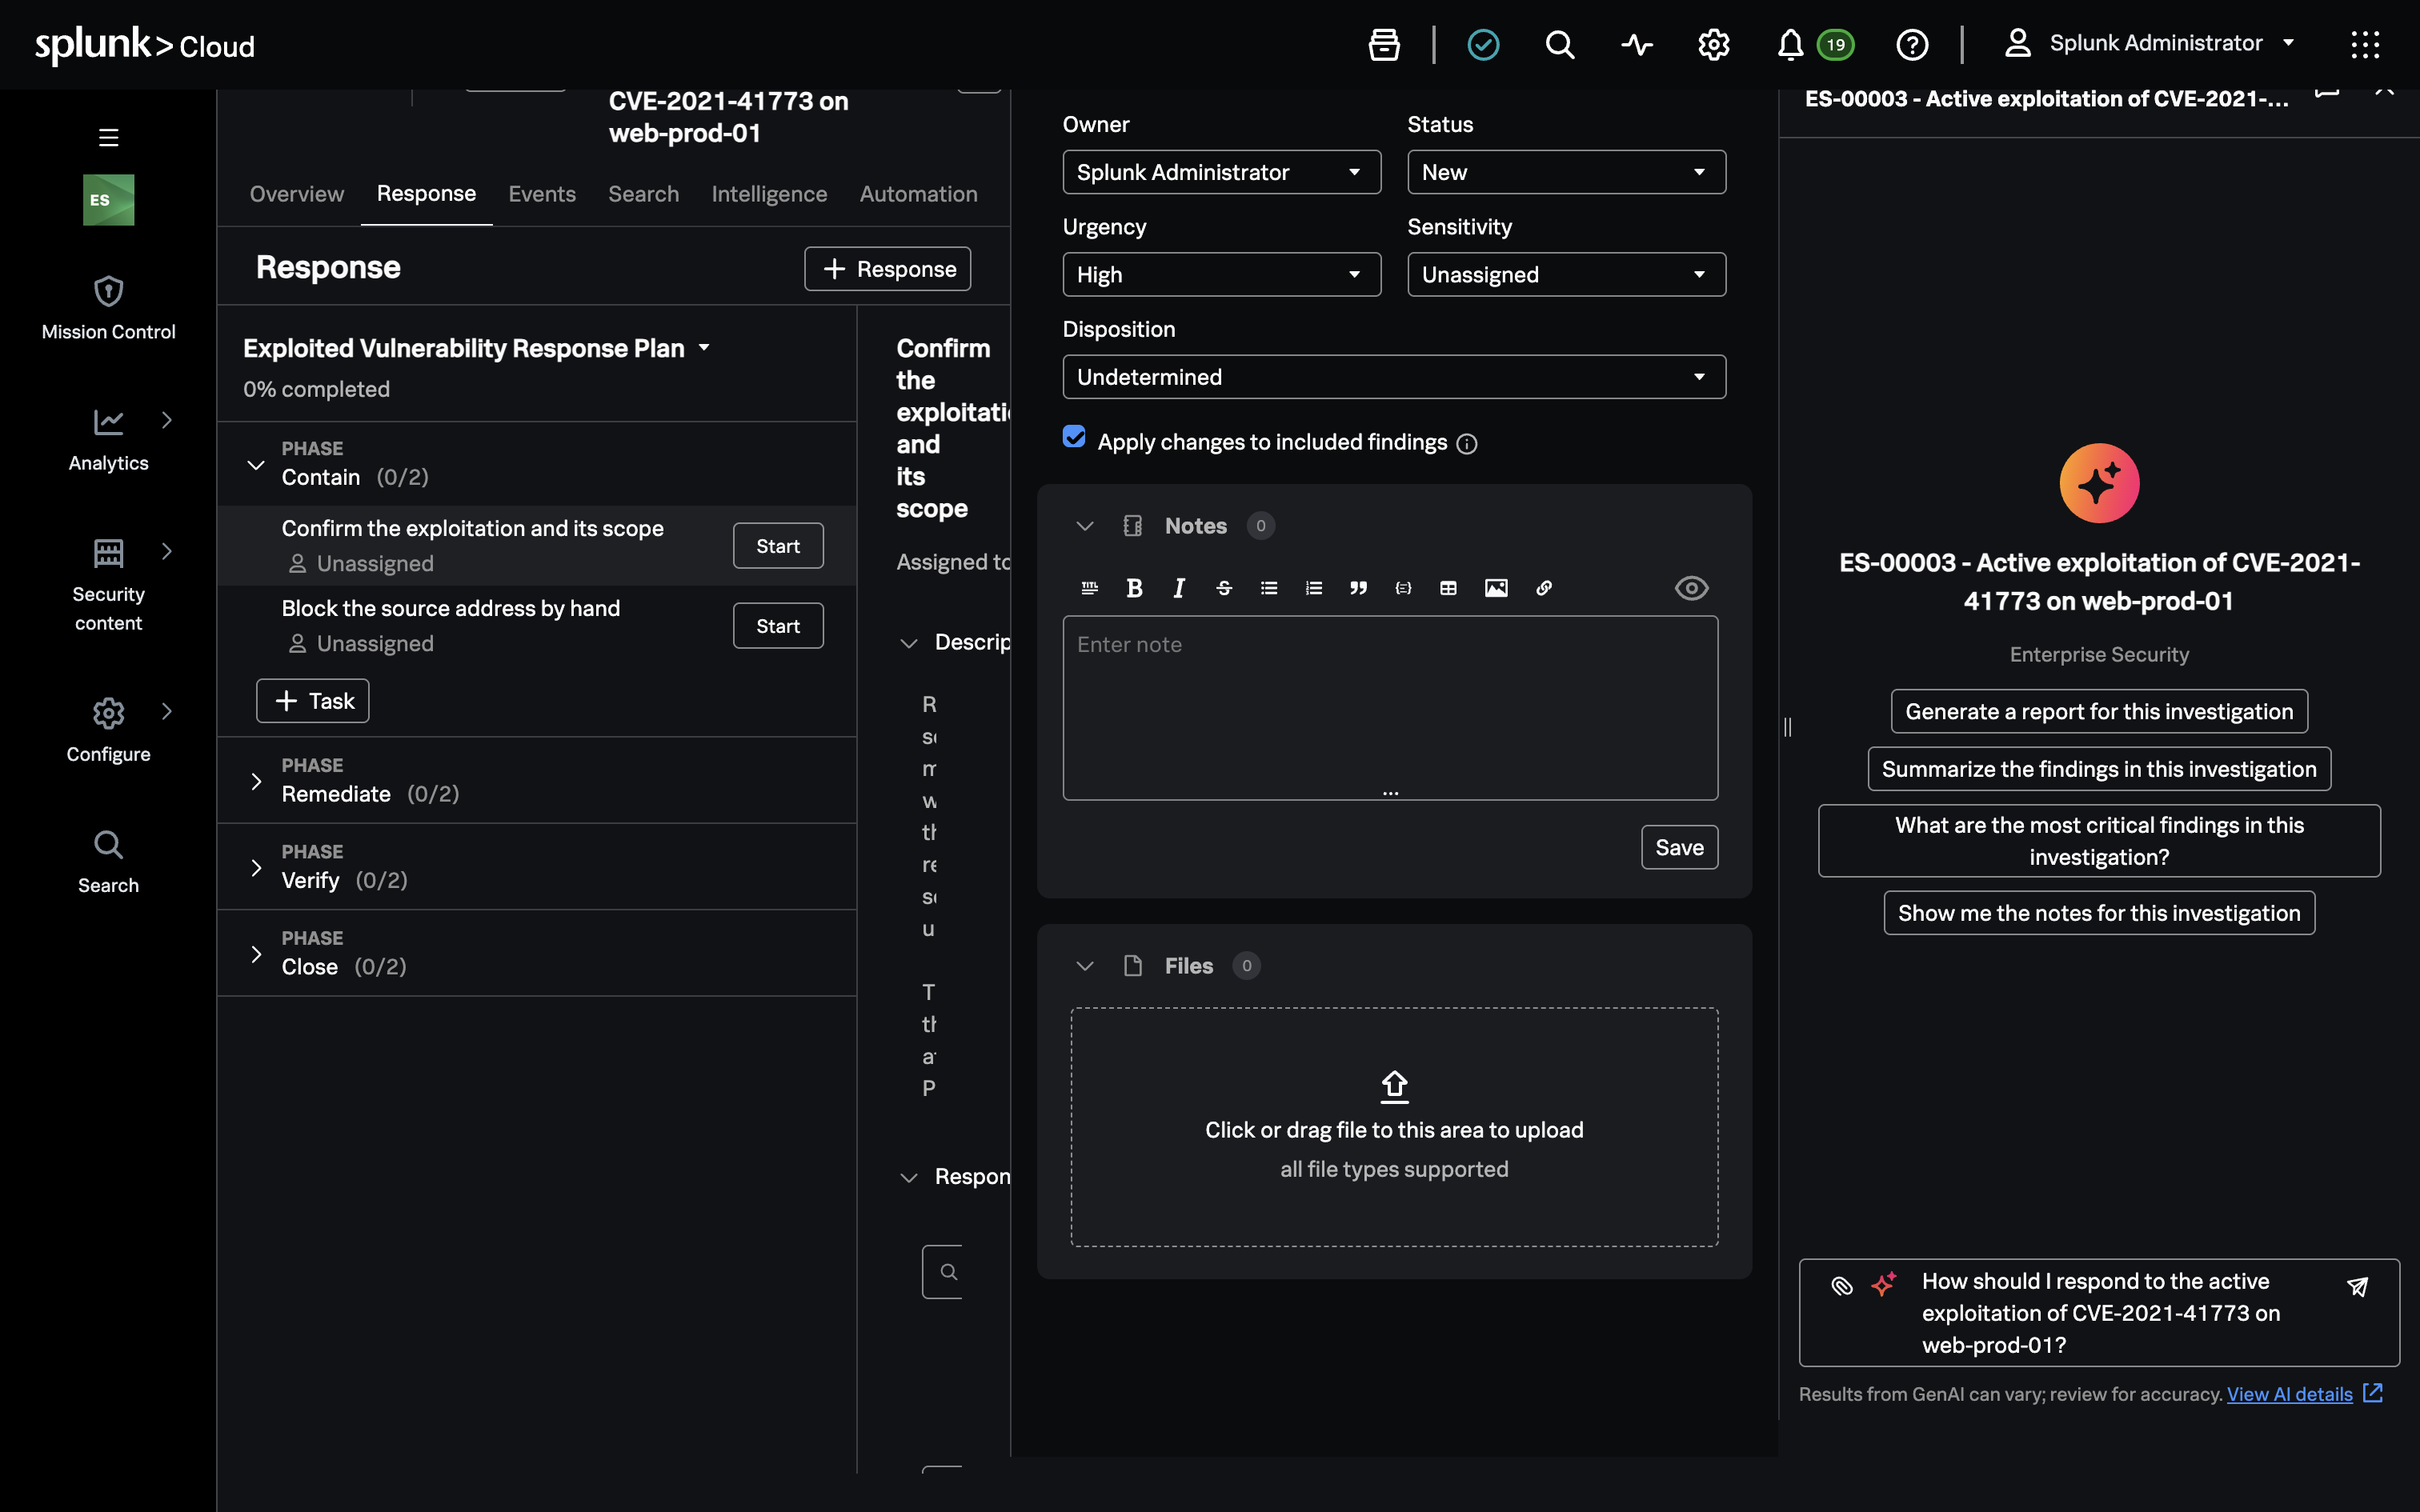 splunk>Cloud
19
Splunk Administrator
ES
Mission Control
Analytics
Security
content
Configure
Search
CVE-2021-41773 on
web-prod-01
Overview
Response
Events
Search
Intelligence
Automation
Response
+ Response
Exploited Vulnerability Response Plan
0% completed
PHASE
Contain (0/2)
Confirm the exploitation and its scope
Unassigned
Start
Block the source address by hand
Unassigned
Start
+ Task
PHASE
Remediate (0/2)
PHASE
Verify (0/2)
PHASE
Close (0/2)
Confirm
the
exploitati
and
its
scope
Assigned to
Descrip
R
s
m
w
th
re
s
u
T
th
a
P
Respon
Owner
Status
Splunk Administrator
New
Urgency
Sensitivity
High
Unassigned
Disposition
Undetermined
Apply changes to included findings
Notes 0
Enter note
Save
Files 0
Click or drag file to this area to upload
all file types supported
ES-00003 - Active exploitation of CVE-2021-...
ES-00003 - Active exploitation of CVE-2021-
41773 on web-prod-01
Enterprise Security
Generate a report for this investigation
Summarize the findings in this investigation
What are the most critical findings in this
investigation?
Show me the notes for this investigation
How should I respond to the active
exploitation of CVE-2021-41773 on
web-prod-01?
Results from GenAI can vary; review for accuracy. View AI details